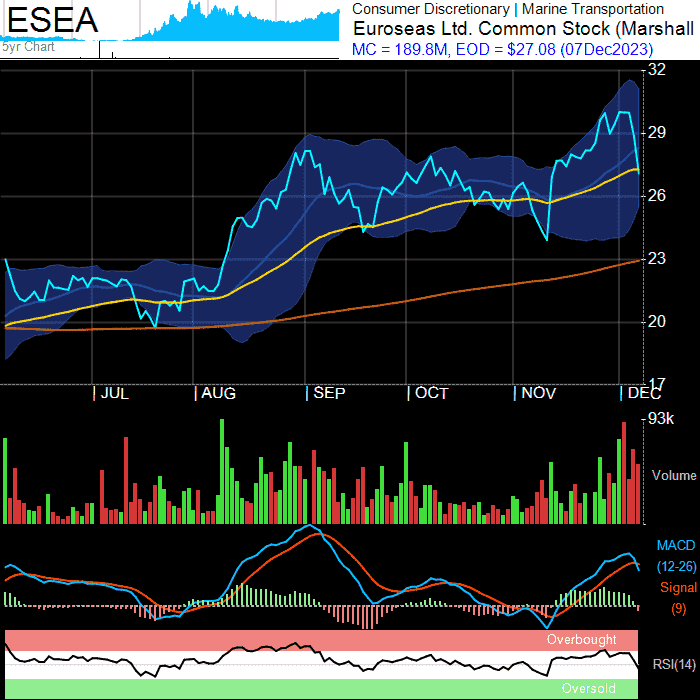 ESEA
5yr Chart
Consumer Discretionary | Marine Transportation
Euroseas Ltd. Common Stock (Marshall
MC = 189.8M, EOD = $27.08 (07Dec2023)
32
29
26
23
20
17
JUL AUG SEP OCT NOV DEC
93k
Volume
MACD
(12-26)
Signal
(9)
Overbought
RSI(14)
Oversold